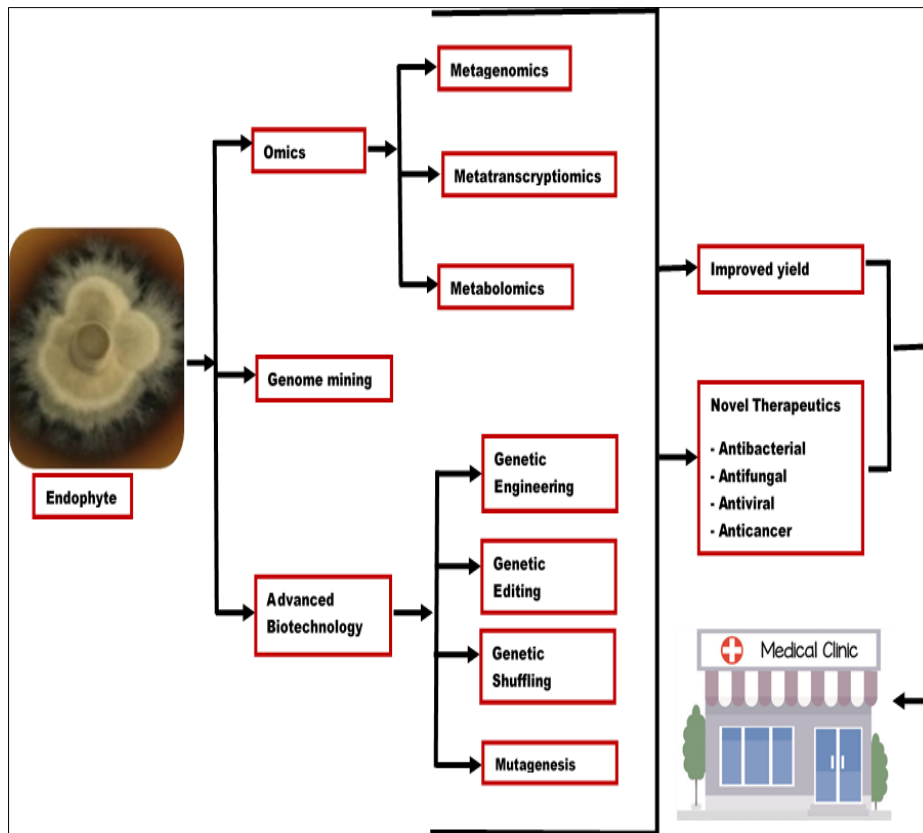 Metagenomics
Omics
Metatranscryptiomics
Metabolomics
Endophyte
Genome mining
Advanced
Biotechnology
Genetic
Engineering
Genetic
Editing
Genetic
Shuffling
Mutagenesis
Improved yield
Novel Therapeutics
- Antibacterial
- Antifungal
- Antiviral
- Anticancer
Medical Clinic